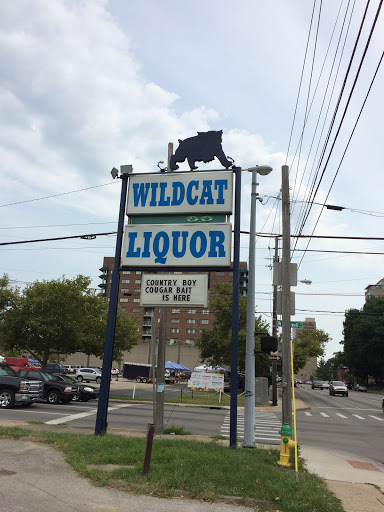 WILDCAT
LIQUOR
COUNTRY BOY
COUGAR BAIT
IS HERE